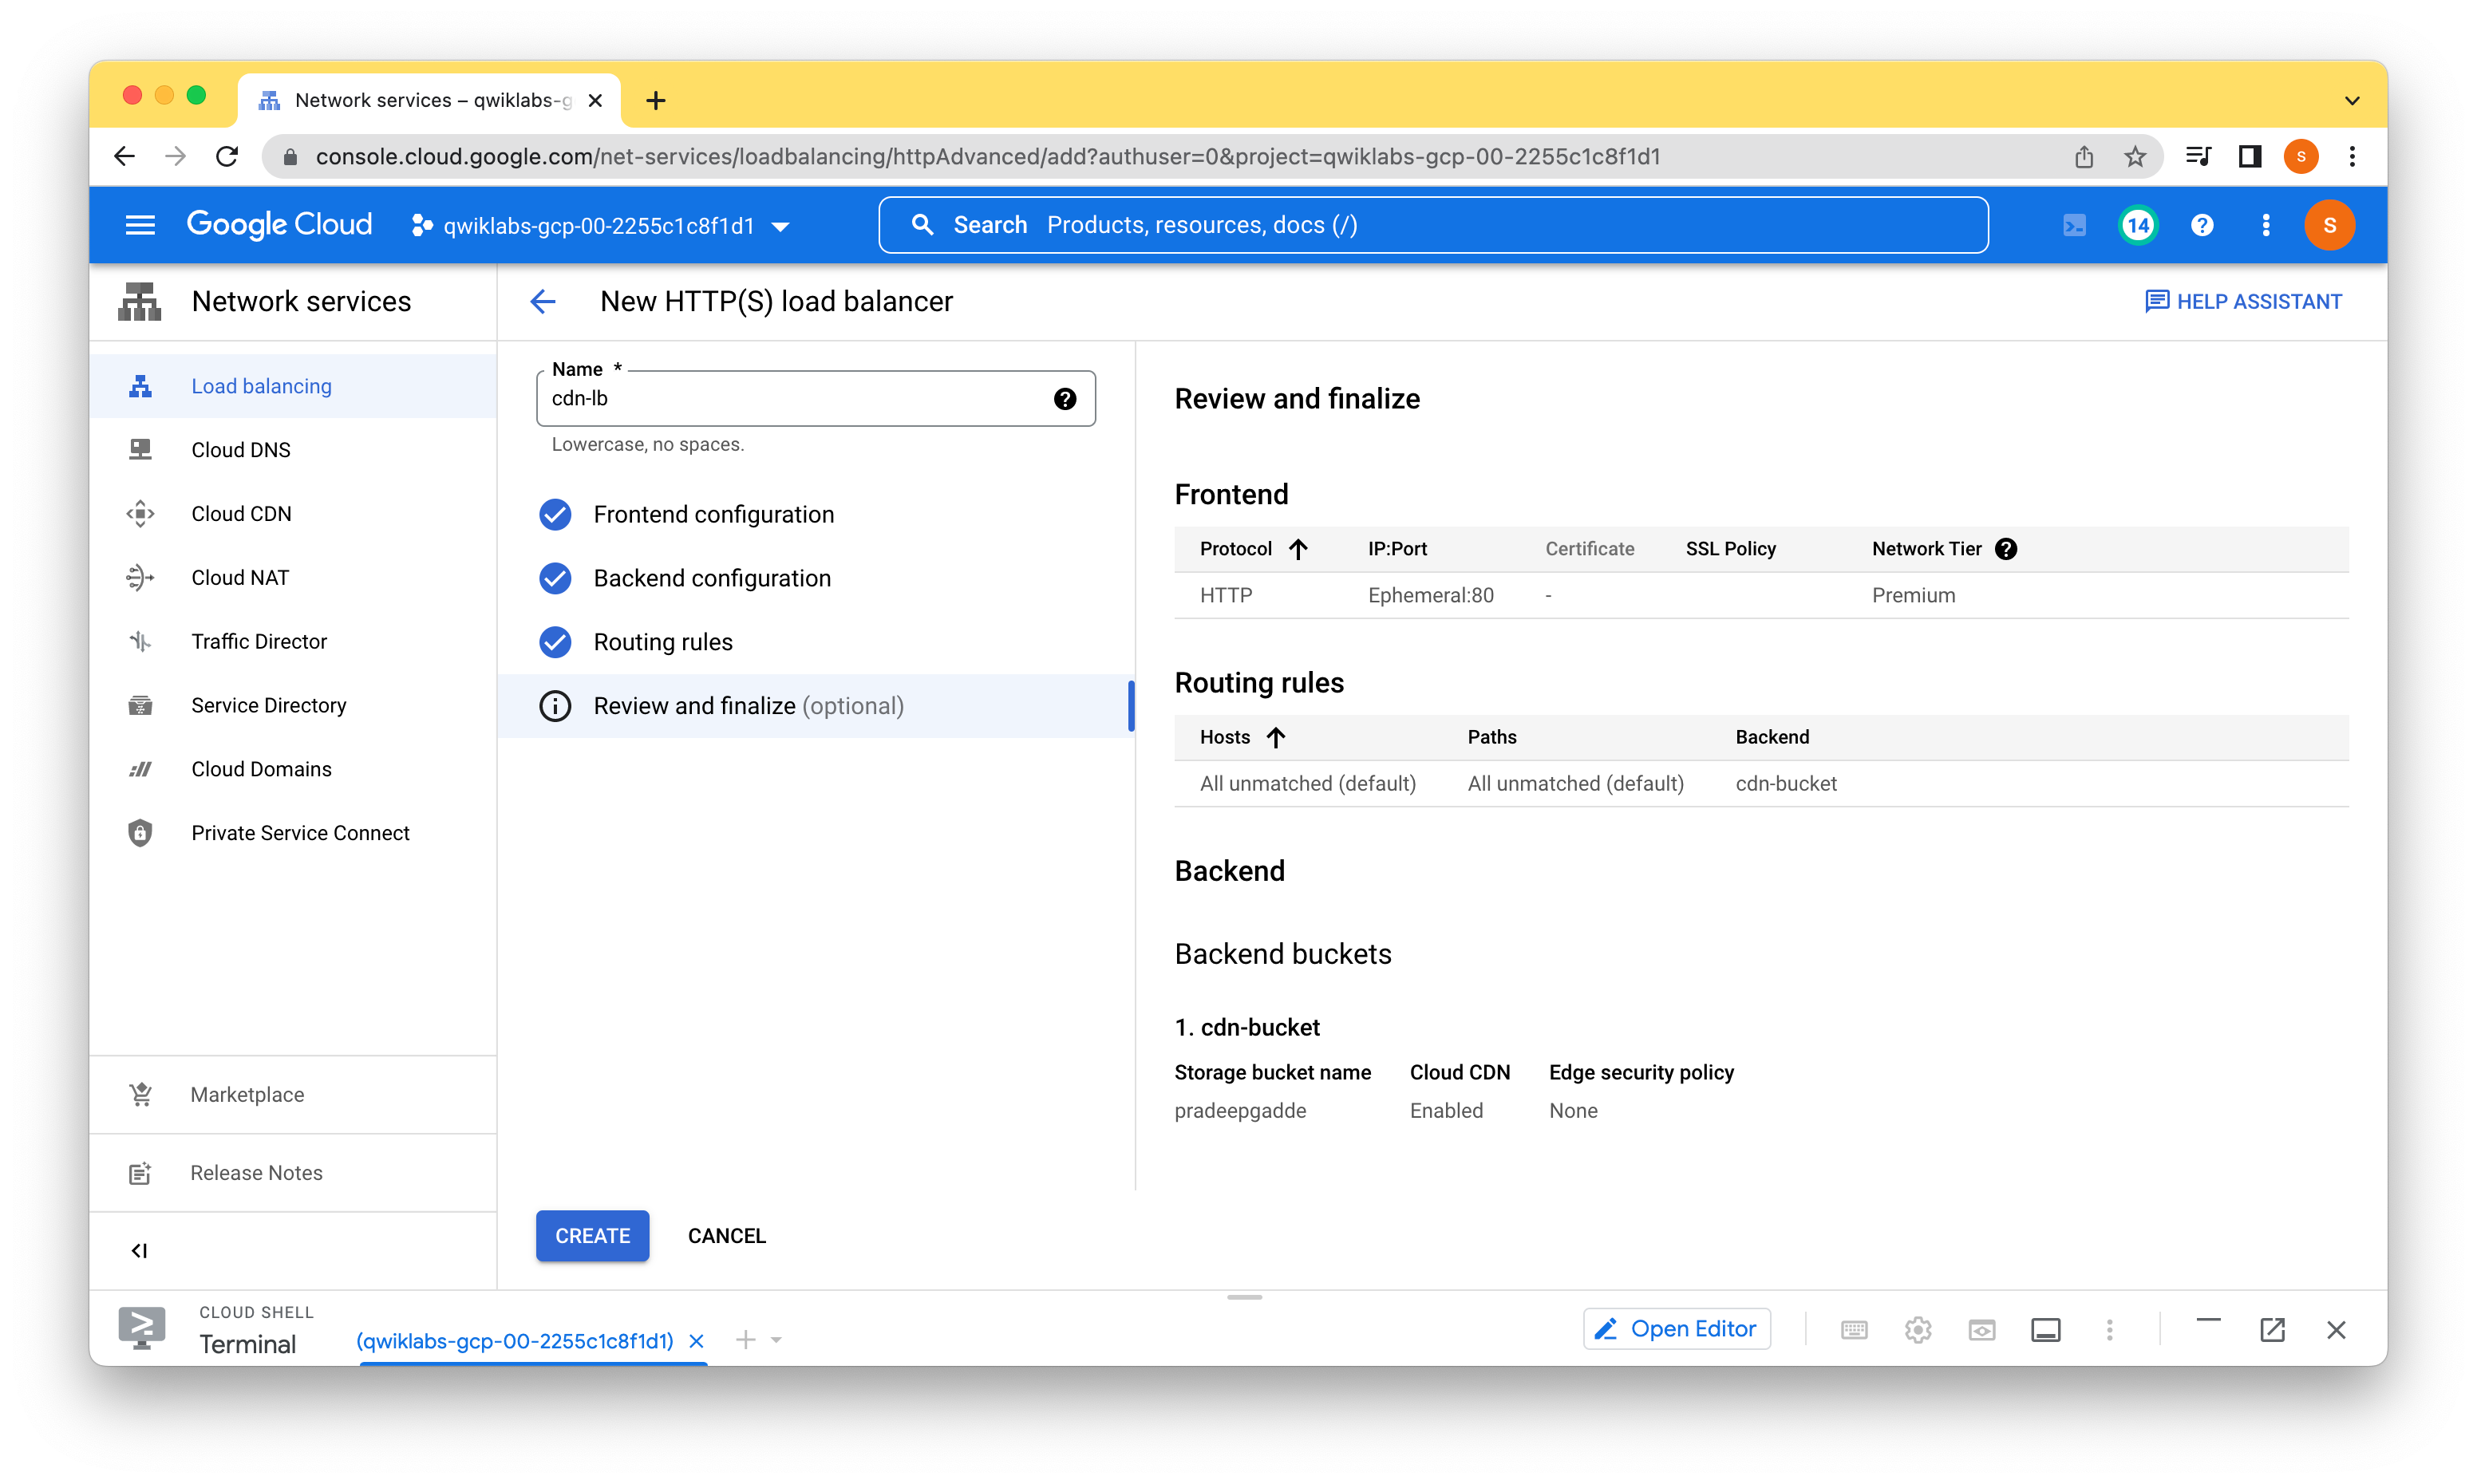 Network services – qwiklabs-g
console.cloud.google.com/net-services/loadbalancing/httpAdvanced/add?authuser=0&project=qwiklabs-gcp-00-2255c1c8f1d1
S
Google Cloud
qwiklabs-gcp-00-2255c1c8f1d1
Search Products, resources, docs (/)
14
S
Network services
New HTTP(S) load balancer
HELP ASSISTANT
Load balancing
Cloud DNS
Cloud CDN
Cloud NAT
Traffic Director
Service Directory
Cloud Domains
Private Service Connect
Marketplace
Release Notes
Name *
cdn-lb
Lowercase, no spaces.
Frontend configuration
Backend configuration
Routing rules
Review and finalize (optional)
CREATE CANCEL
Review and finalize
Frontend
Protocol IP:Port Certificate SSL Policy Network Tier
HTTP Ephemeral:80 - Premium
Routing rules
Hosts Paths Backend
All unmatched (default) All unmatched (default) cdn-bucket
Backend
Backend buckets
1. cdn-bucket
Storage bucket name Cloud CDN Edge security policy
pradeepgadde Enabled None
CLOUD SHELL
Terminal
(qwiklabs-gcp-00-2255c1c8f1d1)
Open Editor